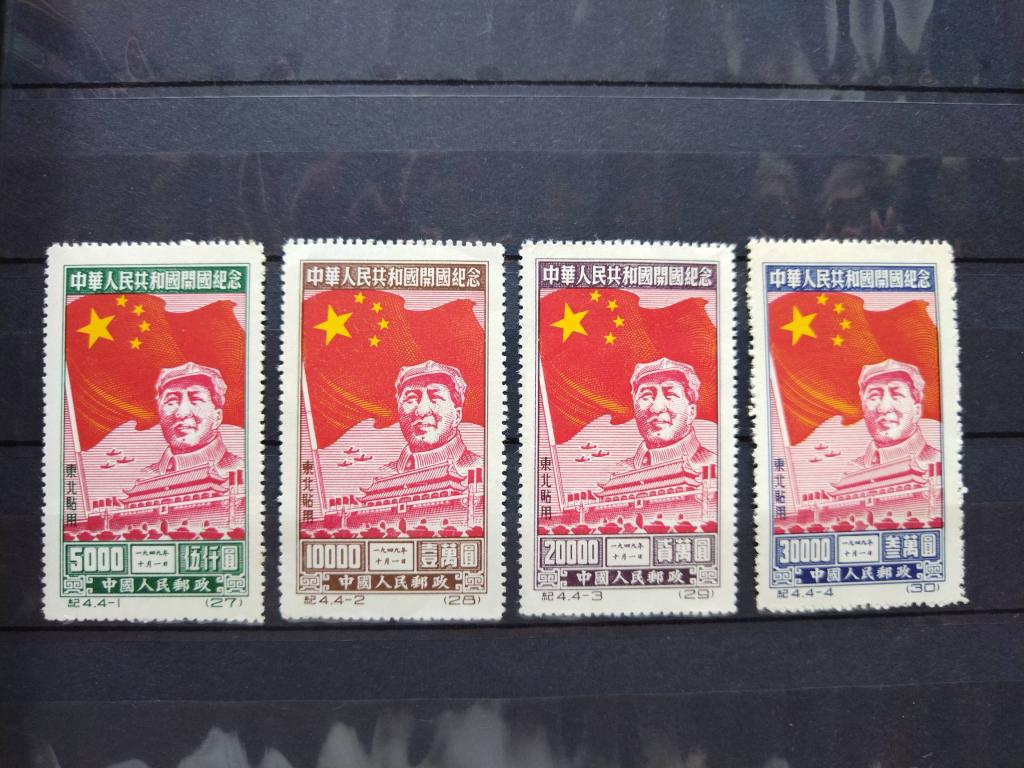 中華人民共和國開國紀念
東北貼用
5000 一九四九年十月一日 伍仟圓
中國人民郵政
紀4.4-1 (27)
中華人民共和國開國紀念
東北貼用
10000 一九四九年十月一日 壹萬圓
中國人民郵政
紀4.4-2 (28)
中華人民共和國開國紀念
東北貼用
20000 一九四九年十月一日 貳萬圓
中國人民郵政
紀4.4-3 (29)
中華人民共和國開國紀念
東北貼用
30000 一九四九年十月一日 叁萬圓
中國人民郵政
紀4.4-4 (30)